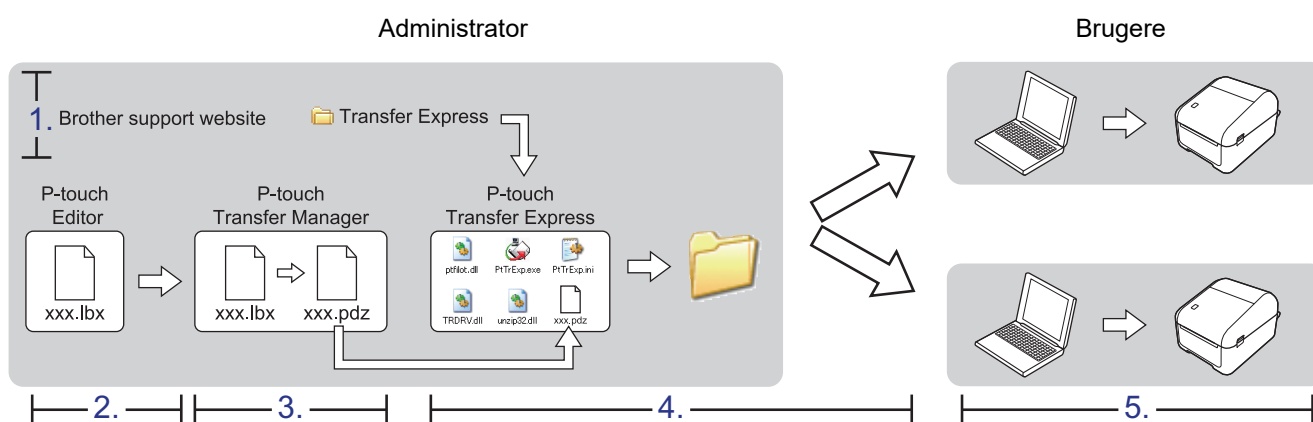 Administrator
Brugere
1. Brother support website
Transfer Express
P-touch
Editor
xxx.lbx
P-touch
Transfer Manager
xxx.lbx
xxx.pdz
P-touch
Transfer Express
ptfilot.dll
PtTrExp.exe
PtTrExp.ini
TRDRV.dll
unzip32.dll
xxx.pdz
2.
3.
4.
5.